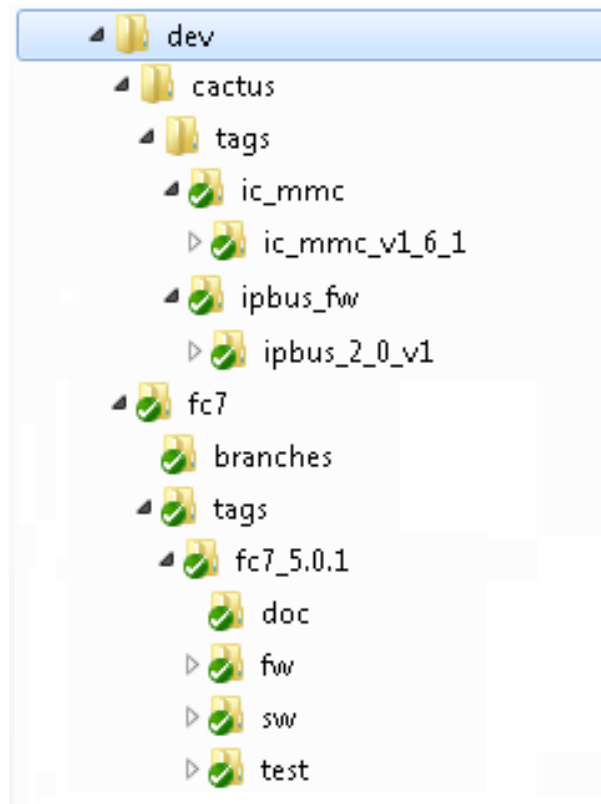 dev
cactus
tags
ic_mmc
ic_mmc_v1_6_1
ipbus_fw
ipbus_2_0_v1
fc7
branches
tags
fc7_5.0.1
doc
fw
sw
test